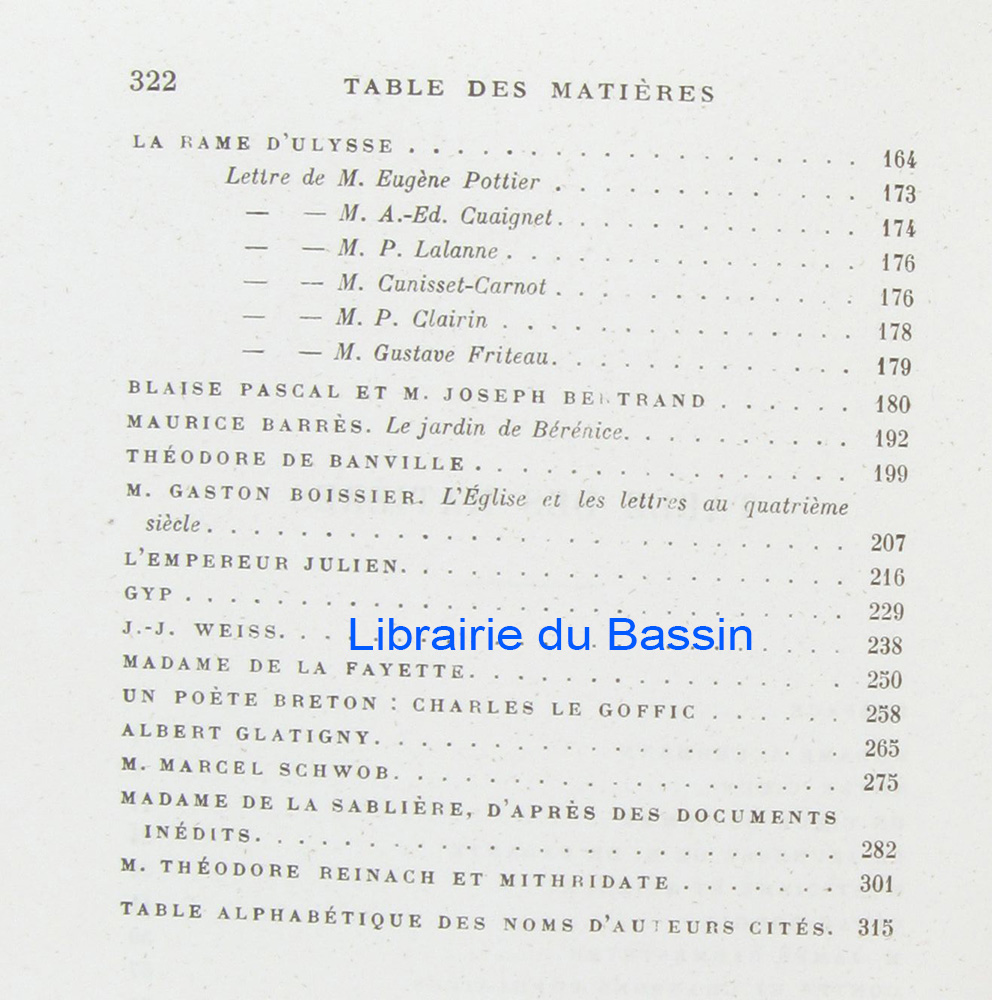 322 TABLE DES MATIÈRES
LA RAME D'ULYSSE . . . . . . . . . . . . . . . . . 164
Lettre de M. Eugène Pottier . . . . . . . . . . . 173
— — M. A.-Ed. Cuaignet. . . . . . . . . . . 174
— — M. P. Lalanne . . . . . . . . . . . . . 176
— — M. Cunisset-Carnot . . . . . . . . . . . 176
— — M. P. Clairin . . . . . . . . . . . . . 178
— — M. Gustave Friteau. . . . . . . . . . . 179
BLAISE PASCAL ET M. JOSEPH BERTRAND . . . . . . 180
MAURICE BARRÈS. Le jardin de Bérénice. . . . . . . . . 192
THÉODORE DE BANVILLE . . . . . . . . . . . . . . 199
M. GASTON BOISSIER. L'Église et les lettres au quatrième
siècle . . . . . . . . . . . . . . . . . . . . . . 207
L'EMPEREUR JULIEN. . . . . . . . . . . . . . . . 216
GYP . . . . . . . . . . . . . . . . . . . . . . . 229
J.-J. WEISS. . . . . . . . . . . . . . . . . . . . 238
Librairie du Bassin
MADAME DE LA FAYETTE. . . . . . . . . . . . . . 250
UN POÈTE BRETON : CHARLES LE GOFFIC . . . . . . 258
ALBERT GLATIGNY. . . . . . . . . . . . . . . . . 265
M. MARCEL SCHWOB. . . . . . . . . . . . . . . . 275
MADAME DE LA SABLIÈRE, D'APRÈS DES DOCUMENTS
INÉDITS. . . . . . . . . . . . . . . . . . . . . 282
M. THÉODORE REINACH ET MITHRIDATE . . . . . . . 301
TABLE ALPHABÉTIQUE DES NOMS D'AUTEURS CITÉS. 315